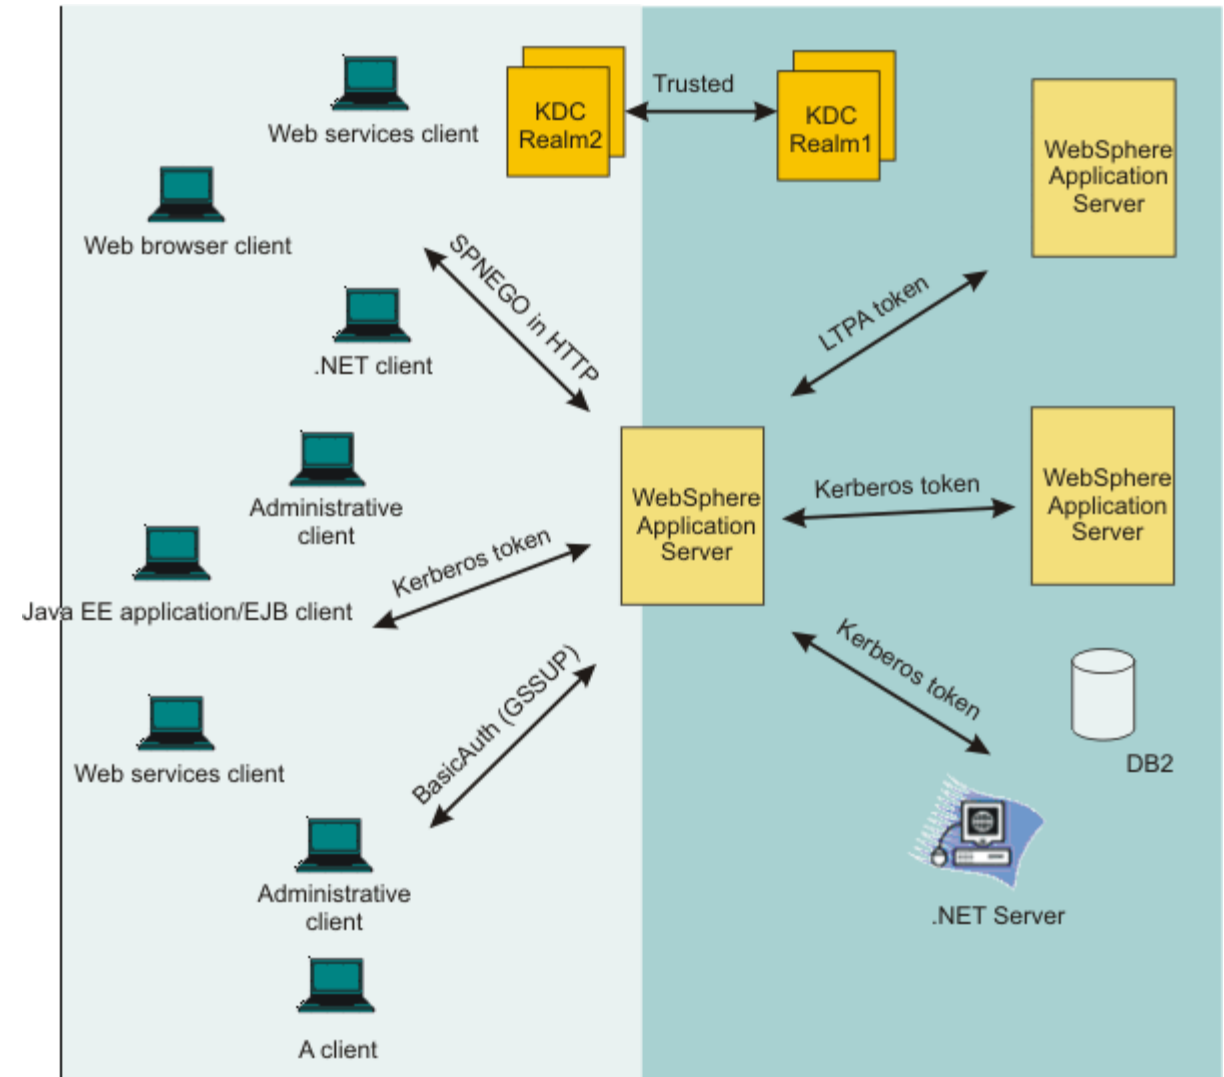 Web services client
KDC
Realm2
Trusted
KDC
Realm1
WebSphere
Application
Server
Web browser client
SPNEGO in HTTP
.NET client
LTPA token
Administrative
client
Kerberos token
Java EE application/EJB client
WebSphere
Application
Server
Kerberos token
WebSphere
Application
Server
Kerberos token
BasicAuth (GSSUP)
Web services client
DB2
Administrative
client
.NET Server
A client